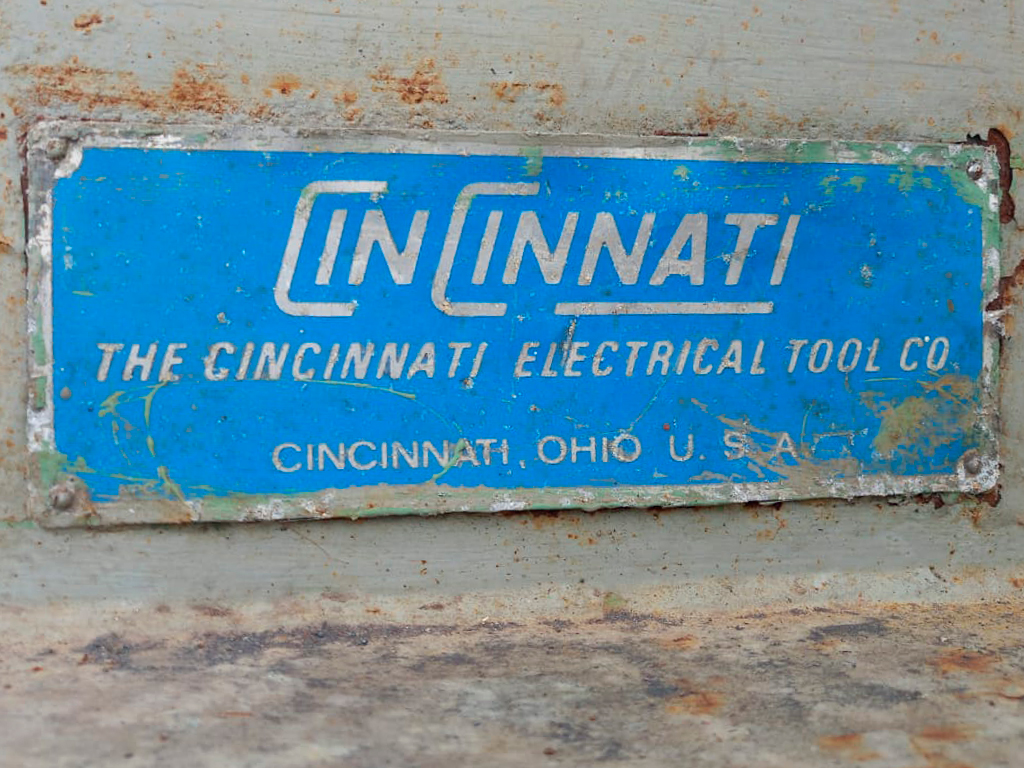 CINCINNATI
THE CINCINNATI ELECTRICAL TOOL CO
CINCINNATI, OHIO U. S. A